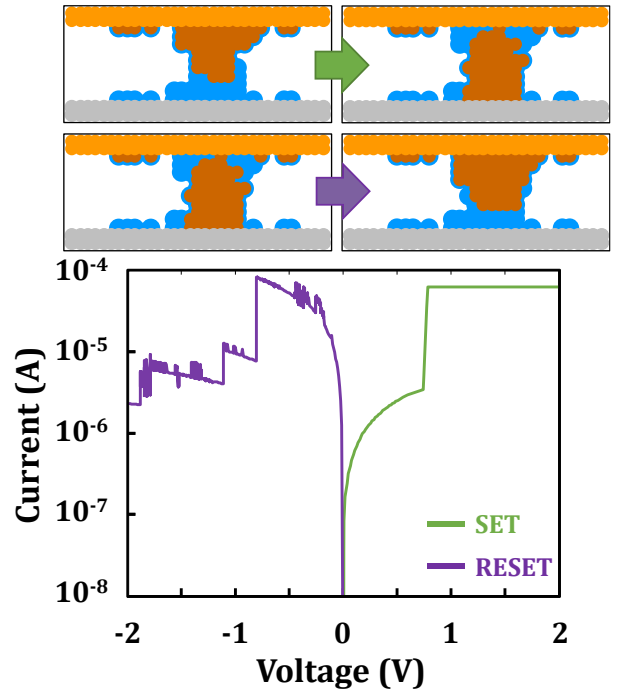 10⁻⁴
10⁻⁵
10⁻⁶
10⁻⁷
10⁻⁸
Current (A)
SET
RESET
-2 -1 0 1 2
Voltage (V)